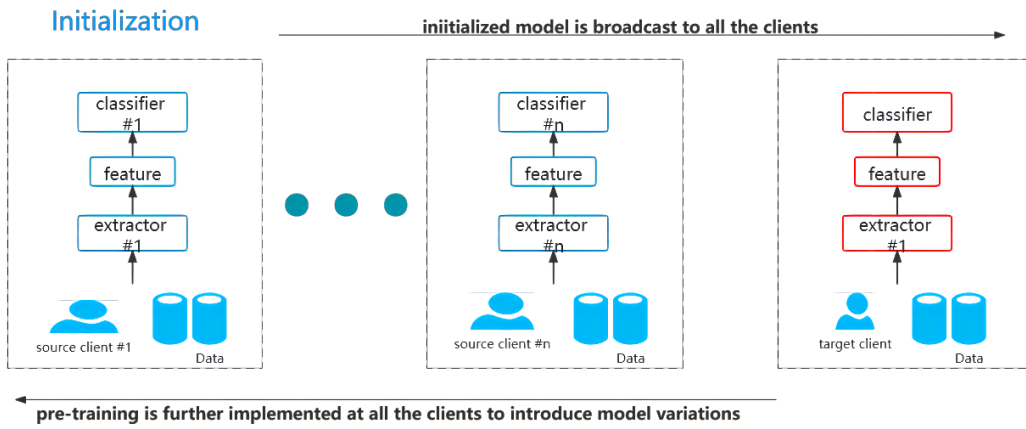 Initialization
iniitialized model is broadcast to all the clients
classifier
#1
feature
extractor
#1
source client #1
Data
classifier
#n
feature
extractor
#n
source client #n
Data
classifier
feature
extractor
#1
target client
Data
pre-training is further implemented at all the clients to introduce model variations